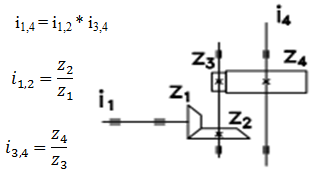 i₁,₄ = i₁,₂ * i₃,₄
i₁,₂ = z₂/z₁
i₃,₄ = z₄/z₃
i₄
z₃
z₄
i₁
z₁
z₂